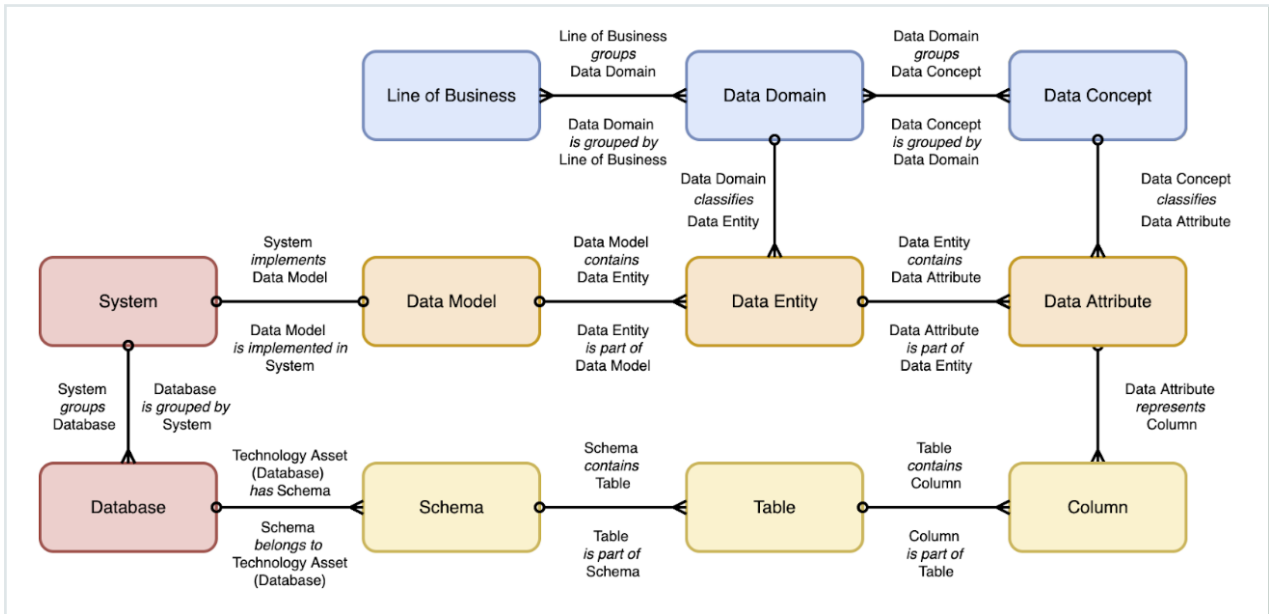 Line of Business
groups
Data Domain
Data Domain
groups
Data Concept
Line of Business
Data Domain
Data Concept
Data Domain
is grouped by
Line of Business
Data Concept
is grouped by
Data Domain
Data Domain
classifies
Data Entity
Data Concept
classifies
Data Attribute
System
implements
Data Model
Data Model
contains
Data Entity
Data Entity
contains
Data Attribute
System
Data Model
Data Entity
Data Attribute
Data Model
is implemented in
System
Data Entity
is part of
Data Model
Data Attribute
is part of
Data Entity
System
groups
Database
Database
is grouped by
System
Data Attribute
represents
Column
Technology Asset
(Database)
has Schema
Schema
contains
Table
Table
contains
Column
Database
Schema
Table
Column
Schema
belongs to
Technology Asset
(Database)
Table
is part of
Schema
Column
is part of
Table